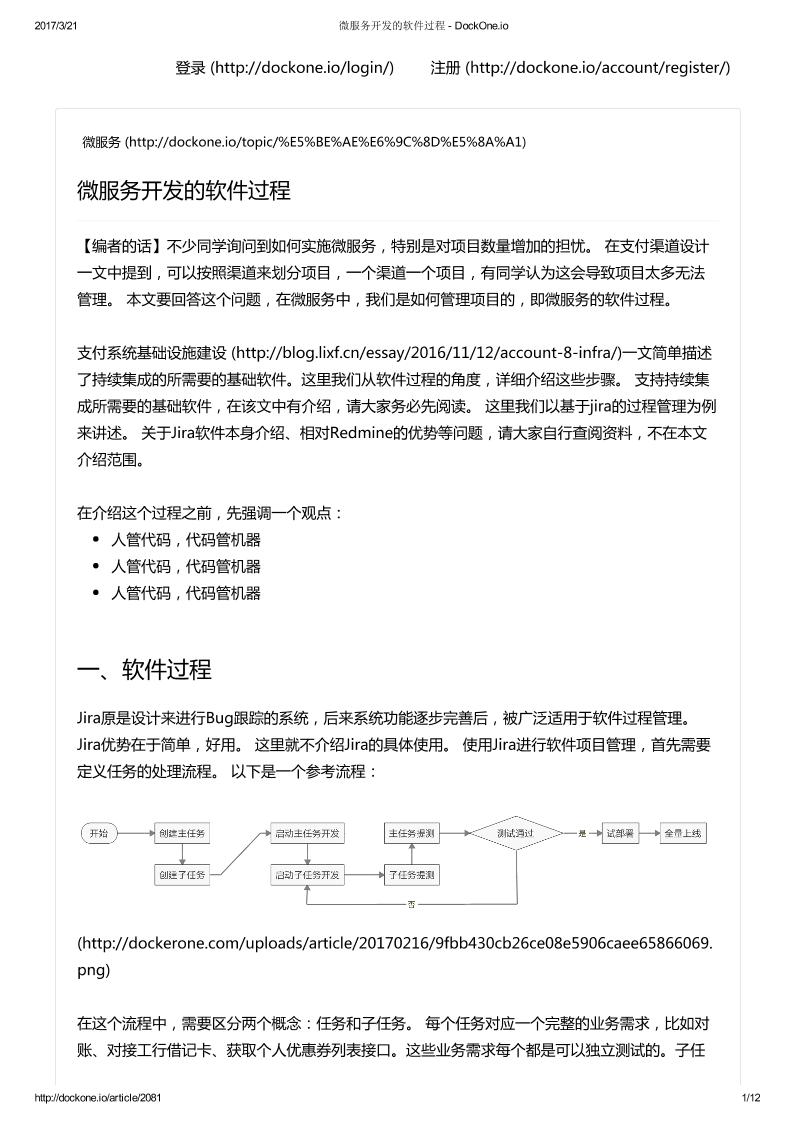 2017/3/21 微服务开发的软件过程 - DockOne.io
登录 (http://dockone.io/login/) 注册 (http://dockone.io/account/register/)
微服务 (http://dockone.io/topic/%E5%BE%AE%E6%9C%8D%E5%8A%A1)
微服务开发的软件过程
【编者的话】不少同学询问到如何实施微服务，特别是对项目数量增加的担忧。 在支付渠道设计
一文中提到，可以按照渠道来划分项目，一个渠道一个项目，有同学认为这会导致项目太多无法
管理。 本文要回答这个问题，在微服务中，我们是如何管理项目的，即微服务的软件过程。
支付系统基础设施建设 (http://blog.lixf.cn/essay/2016/11/12/account-8-infra/)一文简单描述
了持续集成的所需要的基础软件。这里我们从软件过程的角度，详细介绍这些步骤。 支持持续集
成所需要的基础软件，在该文中有介绍，请大家务必先阅读。 这里我们以基于jira的过程管理为例
来讲述。 关于Jira软件本身介绍、相对Redmine的优势等问题，请大家自行查阅资料，不在本文
介绍范围。
在介绍这个过程之前，先强调一个观点：
• 人管代码，代码管机器
• 人管代码，代码管机器
• 人管代码，代码管机器
一、软件过程
Jira原是设计来进行Bug跟踪的系统，后来系统功能逐步完善后，被广泛适用于软件过程管理。
Jira优势在于简单，好用。 这里就不介绍Jira的具体使用。 使用Jira进行软件项目管理，首先需要
定义任务的处理流程。 以下是一个参考流程：
开始 创建主任务 启动主任务开发 主任务提测 测试通过 是 试部署 全量上线
创建子任务 启动子任务开发 子任务提测
否
(http://dockerone.com/uploads/article/20170216/9fbb430cb26ce08e5906caee65866069.
png)
在这个流程中，需要区分两个概念：任务和子任务。 每个任务对应一个完整的业务需求，比如对
账、对接工行借记卡、获取个人优惠券列表接口。这些业务需求每个都是可以独立测试的。子任
http://dockone.io/article/2081 1/12